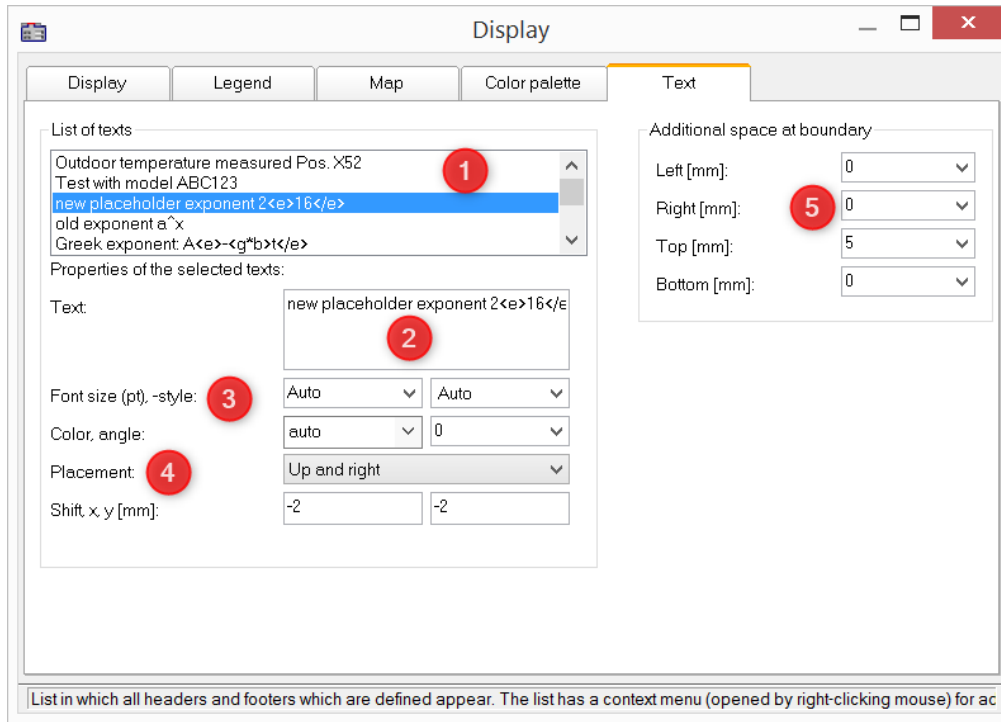 Display
Display Legend Map Color palette Text
List of texts
Outdoor temperature measured Pos. X52
Test with model ABC123
new placeholder exponent 2<e>16</e>
old exponent a^x
Greek exponent: A<e>-<g*b>t</e>
1
Properties of the selected texts:
Text:
new placeholder exponent 2<e>16</e
2
Font size (pt), -style: 3 Auto Auto
Color, angle: auto 0
Placement: 4 Up and right
Shift, x, y [mm]: -2 -2
Additional space at boundary
Left [mm]: 0
Right [mm]: 5 0
Top [mm]: 5
Bottom [mm]: 0
List in which all headers and footers which are defined appear. The list has a context menu (opened by right-clicking mouse) for ac